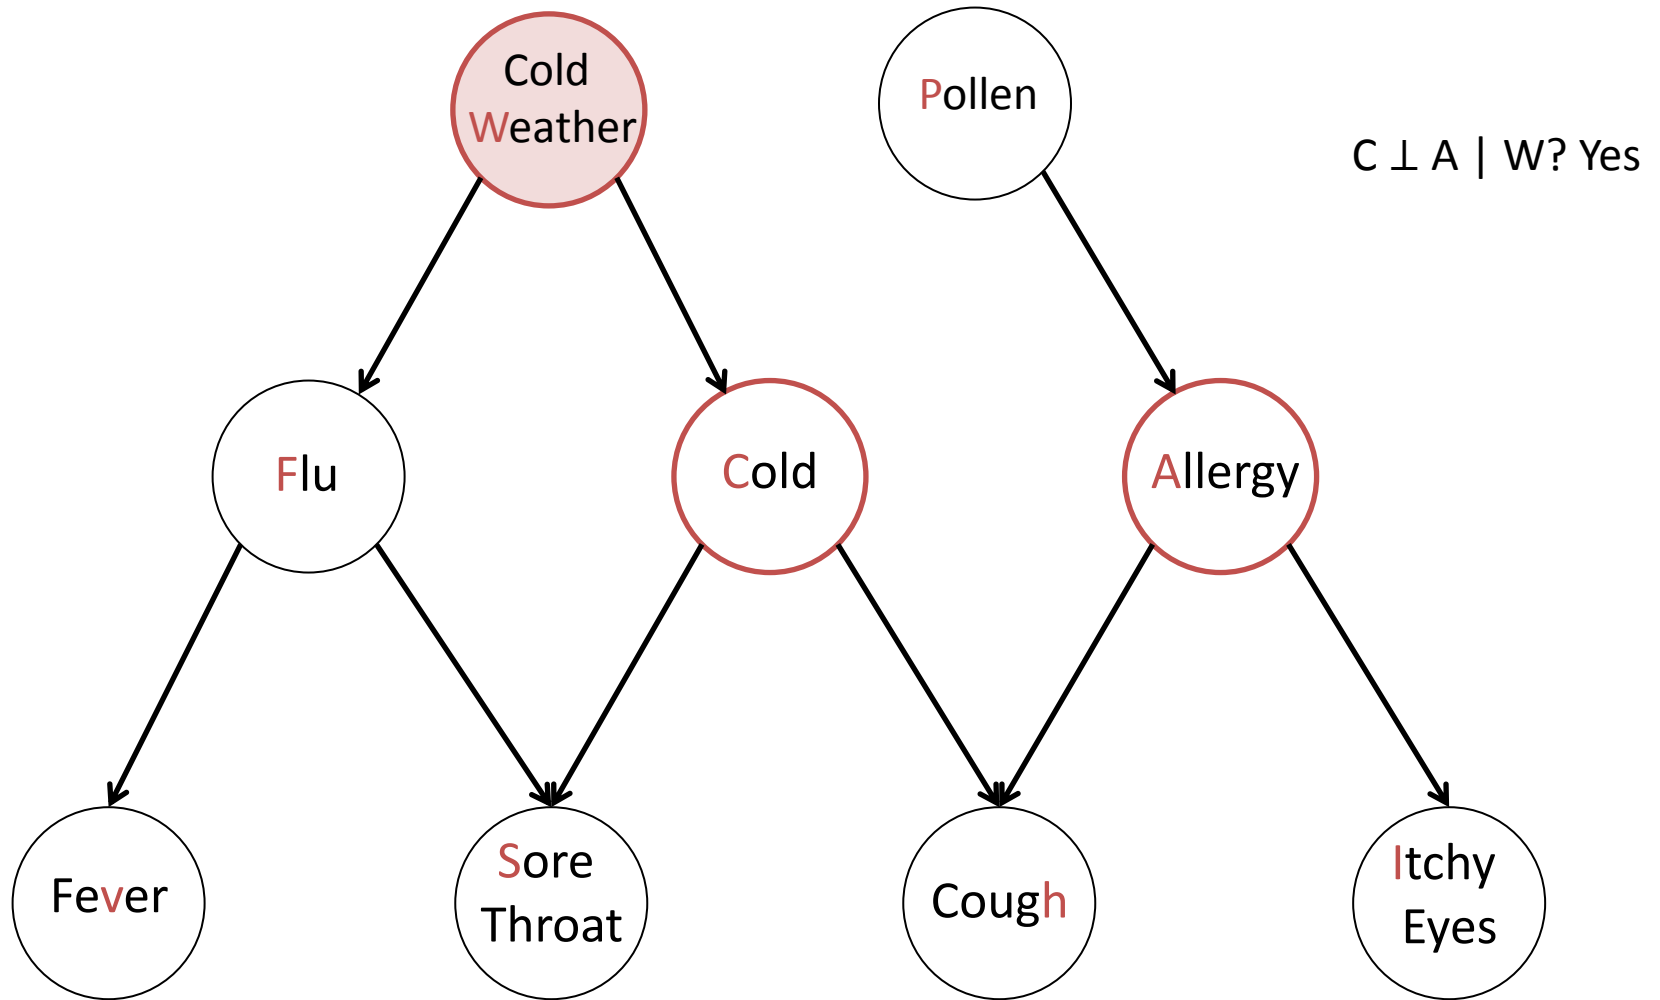 Cold
Weather
Pollen
C ⊥ A | W? Yes
Flu
Cold
Allergy
Fever
Sore
Throat
Cough
Itchy
Eyes